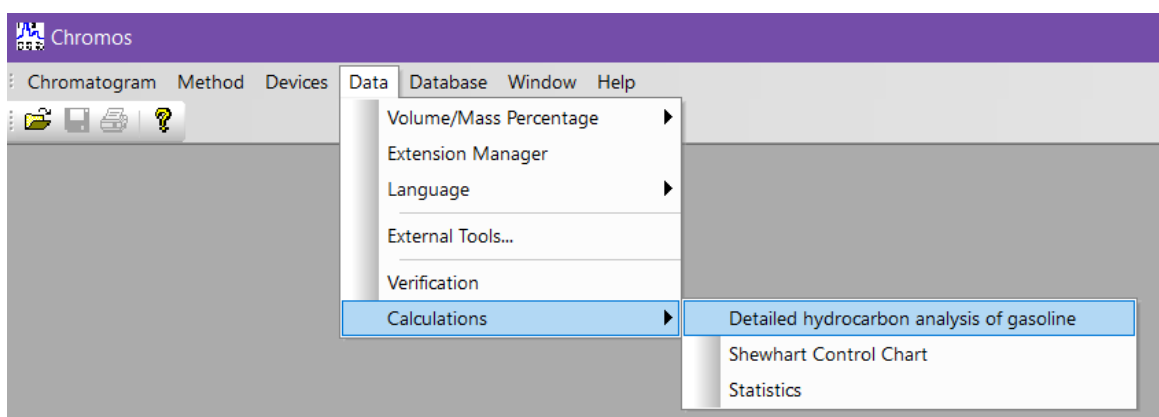 Chromos
Chromatogram Method Devices Data Database Window Help
Volume/Mass Percentage
Extension Manager
Language
External Tools...
Verification
Calculations
Detailed hydrocarbon analysis of gasoline
Shewhart Control Chart
Statistics